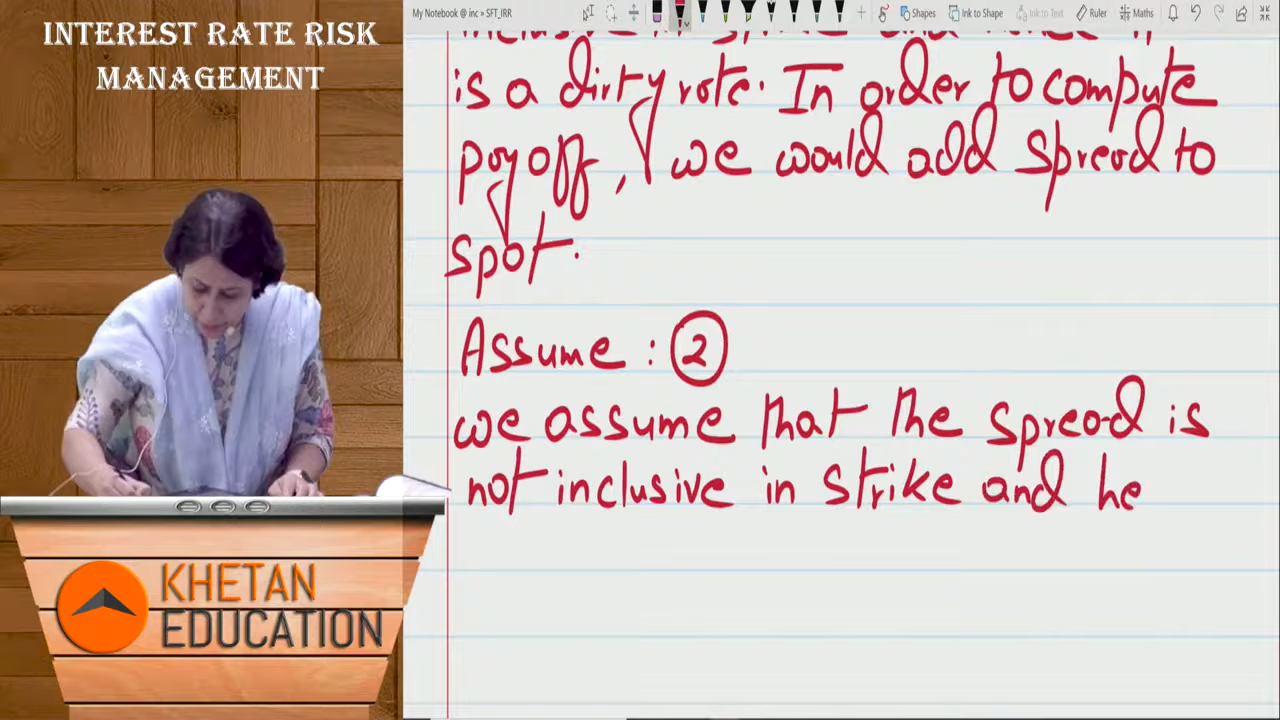 INTEREST RATE RISK
MANAGEMENT
My Notebook @ inc » SFT_IRR
Shapes
Ink to Shape
Ink to Text
Ruler
Maths
is a dirty rate. In order to compute
payoff, we would add spread to
spot.
Assume : 2
we assume that the spread is
not inclusive in strike and he
KHETAN
EDUCATION